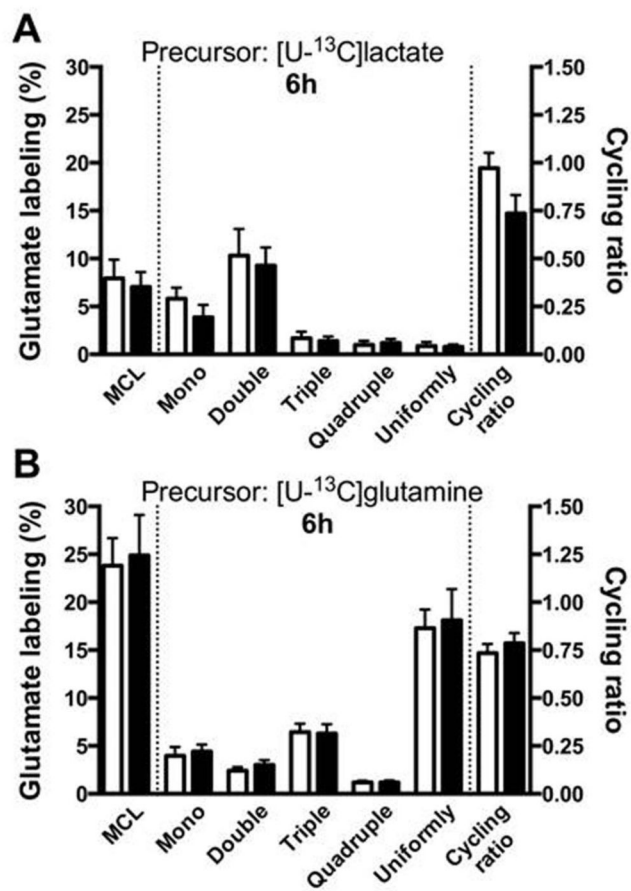 A
Precursor: [U-¹³C]lactate
6h
Glutamate labeling (%)
30
25
20
15
10
5
0
1.50
1.25
1.00
0.75
0.50
0.25
0.00
Cycling ratio
MCL
Mono
Double
Triple
Quadruple
Uniformly
Cycling
ratio
B
Precursor: [U-¹³C]glutamine
6h
Glutamate labeling (%)
30
25
20
15
10
5
0
1.50
1.25
1.00
0.75
0.50
0.25
0.00
Cycling ratio
MCL
Mono
Double
Triple
Quadruple
Uniformly
Cycling
ratio